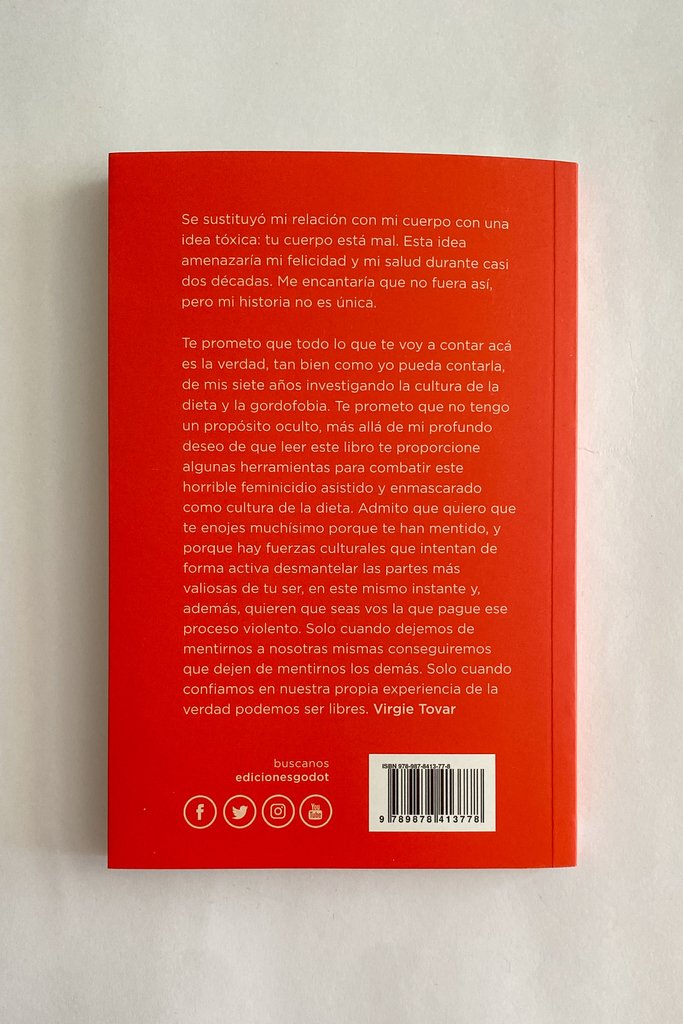 Se sustituyó mi relación con mi cuerpo con una
idea tóxica: tu cuerpo está mal. Esta idea
amenazaría mi felicidad y mi salud durante casi
dos décadas. Me encantaría que no fuera así,
pero mi historia no es única.
Te prometo que todo lo que te voy a contar acá
es la verdad, tan bien como yo pueda contarla,
de mis siete años investigando la cultura de la
dieta y la gordofobia. Te prometo que no tengo
un propósito oculto, más allá de mi profundo
deseo de que leer este libro te proporcione
algunas herramientas para combatir este
horrible feminicidio asistido y enmascarado
como cultura de la dieta. Admito que quiero que
te enojes muchísimo porque te han mentido, y
porque hay fuerzas culturales que intentan de
forma activa desmantelar las partes más
valiosas de tu ser, en este mismo instante y,
además, quieren que seas vos la que pague ese
proceso violento. Solo cuando dejemos de
mentirnos a nosotras mismas conseguiremos
que dejen de mentirnos los demás. Solo cuando
confiamos en nuestra propia experiencia de la
verdad podemos ser libres. Virgie Tovar
buscanos
edicionesgodot
You
Tube
ISBN 978-987-8413-77-8
9 789878 413778